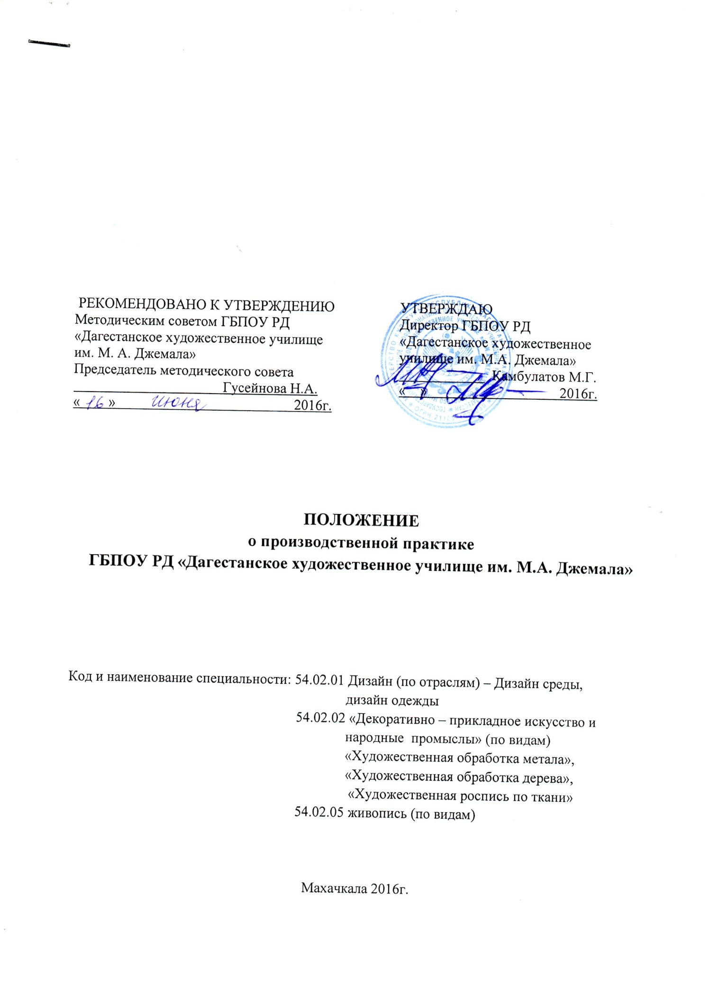 РЕКОМЕНДОВАНО К УТВЕРЖДЕНИЮ
Методическим советом ГБПОУ РД
«Дагестанское художественное училище
им. М. А. Джемала»
Председатель методического совета
Гусейнова Н.А.
« 16 » июня 2016г.
УТВЕРЖДАЮ
Директор ГБПОУ РД
«Дагестанское художественное
училище им. М.А. Джемала»
Камбулатов М.Г.
« » 2016г.
ПОЛОЖЕНИЕ
о производственной практике
ГБПОУ РД «Дагестанское художественное училище им. М.А. Джемала»
Код и наименование специальности: 54.02.01 Дизайн (по отраслям) – Дизайн среды,
дизайн одежды
54.02.02 «Декоративно – прикладное искусство и
народные промыслы» (по видам)
«Художественная обработка метала»,
«Художественная обработка дерева»,
«Художественная роспись по ткани»
54.02.05 живопись (по видам)
Махачкала 2016г.